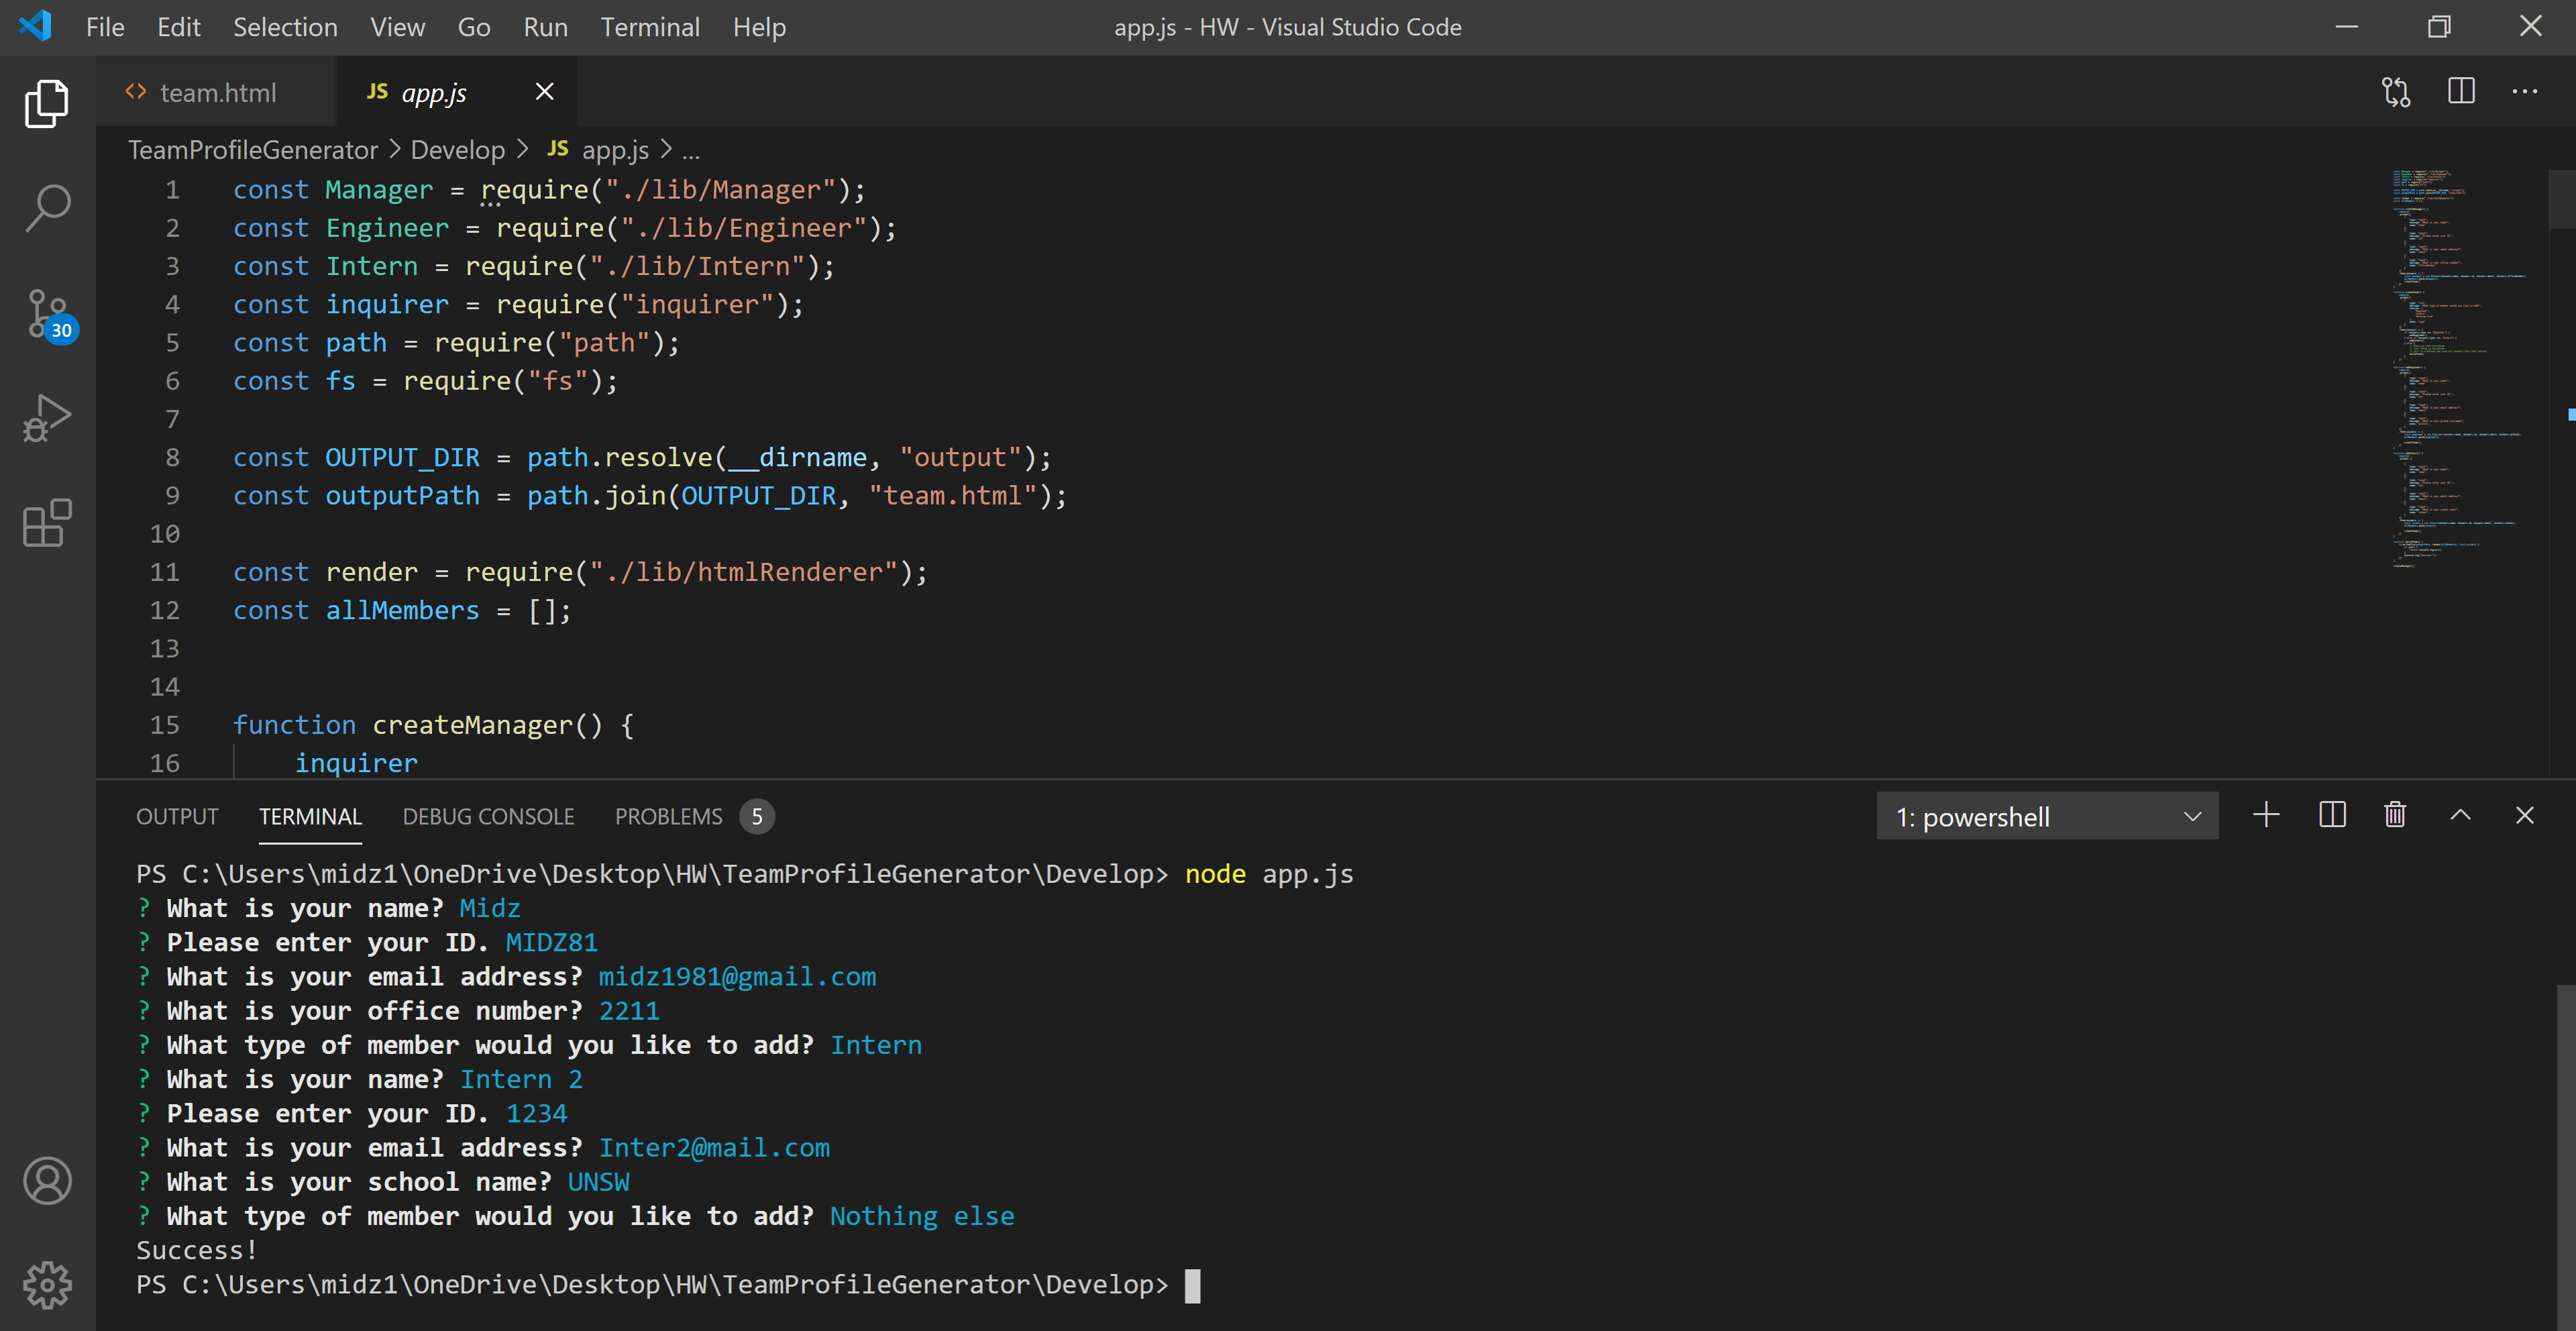 File Edit Selection View Go Run Terminal Help app.js - HW - Visual Studio Code
team.html JS app.js
TeamProfileGenerator > Develop > JS app.js > ...
1 const Manager = require("./lib/Manager");
2 const Engineer = require("./lib/Engineer");
3 const Intern = require("./lib/Intern");
4 const inquirer = require("inquirer");
5 const path = require("path");
6 const fs = require("fs");
7
8 const OUTPUT_DIR = path.resolve(__dirname, "output");
9 const outputPath = path.join(OUTPUT_DIR, "team.html");
10
11 const render = require("./lib/htmlRenderer");
12 const allMembers = [];
13
14
15 function createManager() {
16 inquirer
30
OUTPUT TERMINAL DEBUG CONSOLE PROBLEMS 5 1: powershell
PS C:\Users\midz1\OneDrive\Desktop\HW\TeamProfileGenerator\Develop> node app.js
? What is your name? Midz
? Please enter your ID. MIDZ81
? What is your email address? midz1981@gmail.com
? What is your office number? 2211
? What type of member would you like to add? Intern
? What is your name? Intern 2
? Please enter your ID. 1234
? What is your email address? Inter2@mail.com
? What is your school name? UNSW
? What type of member would you like to add? Nothing else
Success!
PS C:\Users\midz1\OneDrive\Desktop\HW\TeamProfileGenerator\Develop>